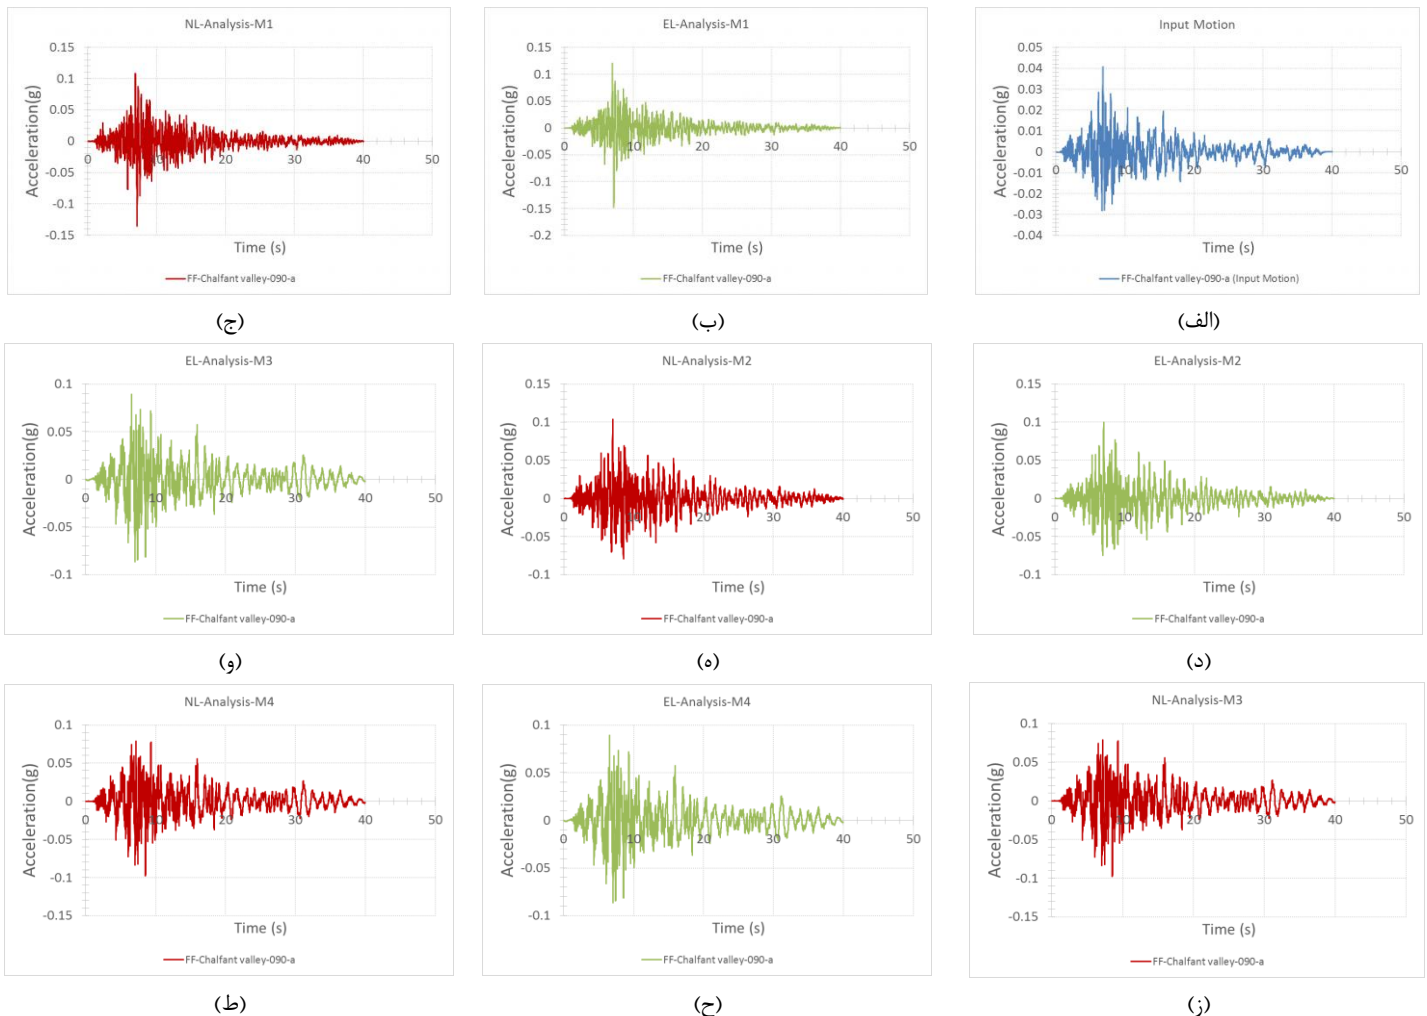 Input Motion
0.05
0.04
0.03
0.02
0.01
0
-0.01
-0.02
-0.03
-0.04
Acceleration(g)
0 10 20 30 40 50
Time (s)
FF-Chalfant valley-090-a (Input Motion)
(الف)
EL-Analysis-M1
0.15
0.1
0.05
0
-0.05
-0.1
-0.15
-0.2
Acceleration(g)
0 10 20 30 40 50
Time (s)
FF-Chalfant valley-090-a
(ب)
NL-Analysis-M1
0.15
0.1
0.05
0
-0.05
-0.1
-0.15
Acceleration(g)
0 10 20 30 40 50
Time (s)
FF-Chalfant valley-090-a
(ج)
EL-Analysis-M2
0.15
0.1
0.05
0
-0.05
-0.1
Acceleration(g)
0 10 20 30 40 50
Time (s)
FF-Chalfant valley-090-a
(د)
NL-Analysis-M2
0.15
0.1
0.05
0
-0.05
-0.1
Acceleration(g)
0 10 20 30 40 50
Time (s)
FF-Chalfant valley-090-a
(ه)
EL-Analysis-M3
0.1
0.05
0
-0.05
-0.1
Acceleration(g)
0 10 20 30 40 50
Time (s)
FF-Chalfant valley-090-a
(و)
NL-Analysis-M3
0.1
0.05
0
-0.05
-0.1
-0.15
Acceleration(g)
0 10 20 30 40 50
Time (s)
FF-Chalfant valley-090-a
(ز)
EL-Analysis-M4
0.1
0.05
0
-0.05
-0.1
Acceleration(g)
0 10 20 30 40 50
Time (s)
FF-Chalfant valley-090-a
(ح)
NL-Analysis-M4
0.1
0.05
0
-0.05
-0.1
-0.15
Acceleration(g)
0 10 20 30 40 50
Time (s)
FF-Chalfant valley-090-a
(ط)